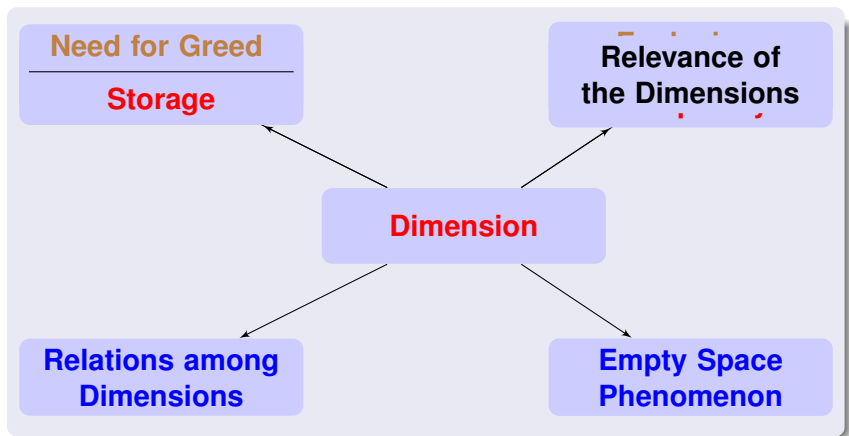 Need for Greed
Storage
Relevance of
the Dimensions
Dimension
Relations among
Dimensions
Empty Space
Phenomenon